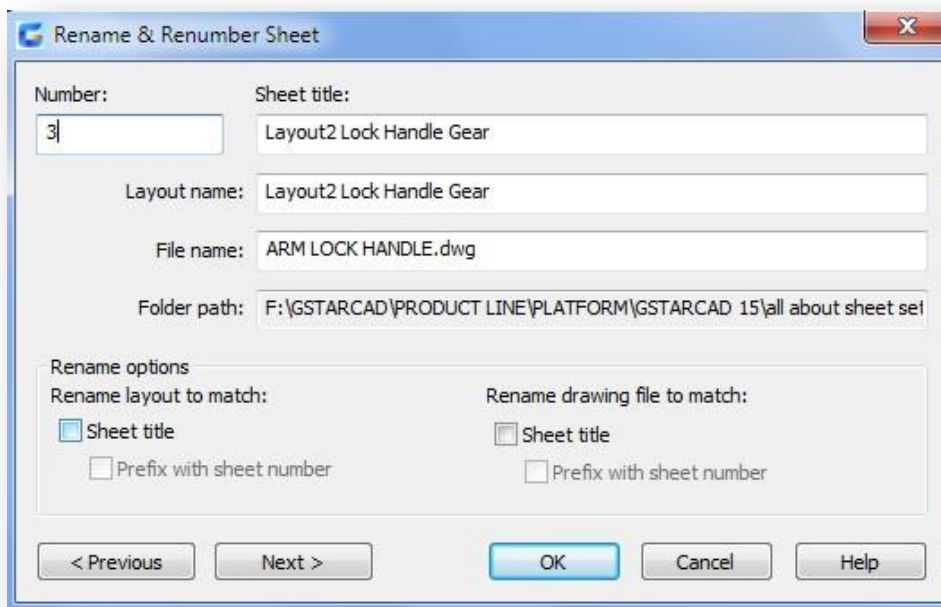 Rename & Renumber Sheet
Number: Sheet title:
3 Layout2 Lock Handle Gear
Layout name: Layout2 Lock Handle Gear
File name: ARM LOCK HANDLE.dwg
Folder path: F:\GSTARCAD\PRODUCT LINE\PLATFORM\GSTARCAD 15\all about sheet set
Rename options
Rename layout to match: Rename drawing file to match:
Sheet title Sheet title
Prefix with sheet number Prefix with sheet number
< Previous Next > OK Cancel Help